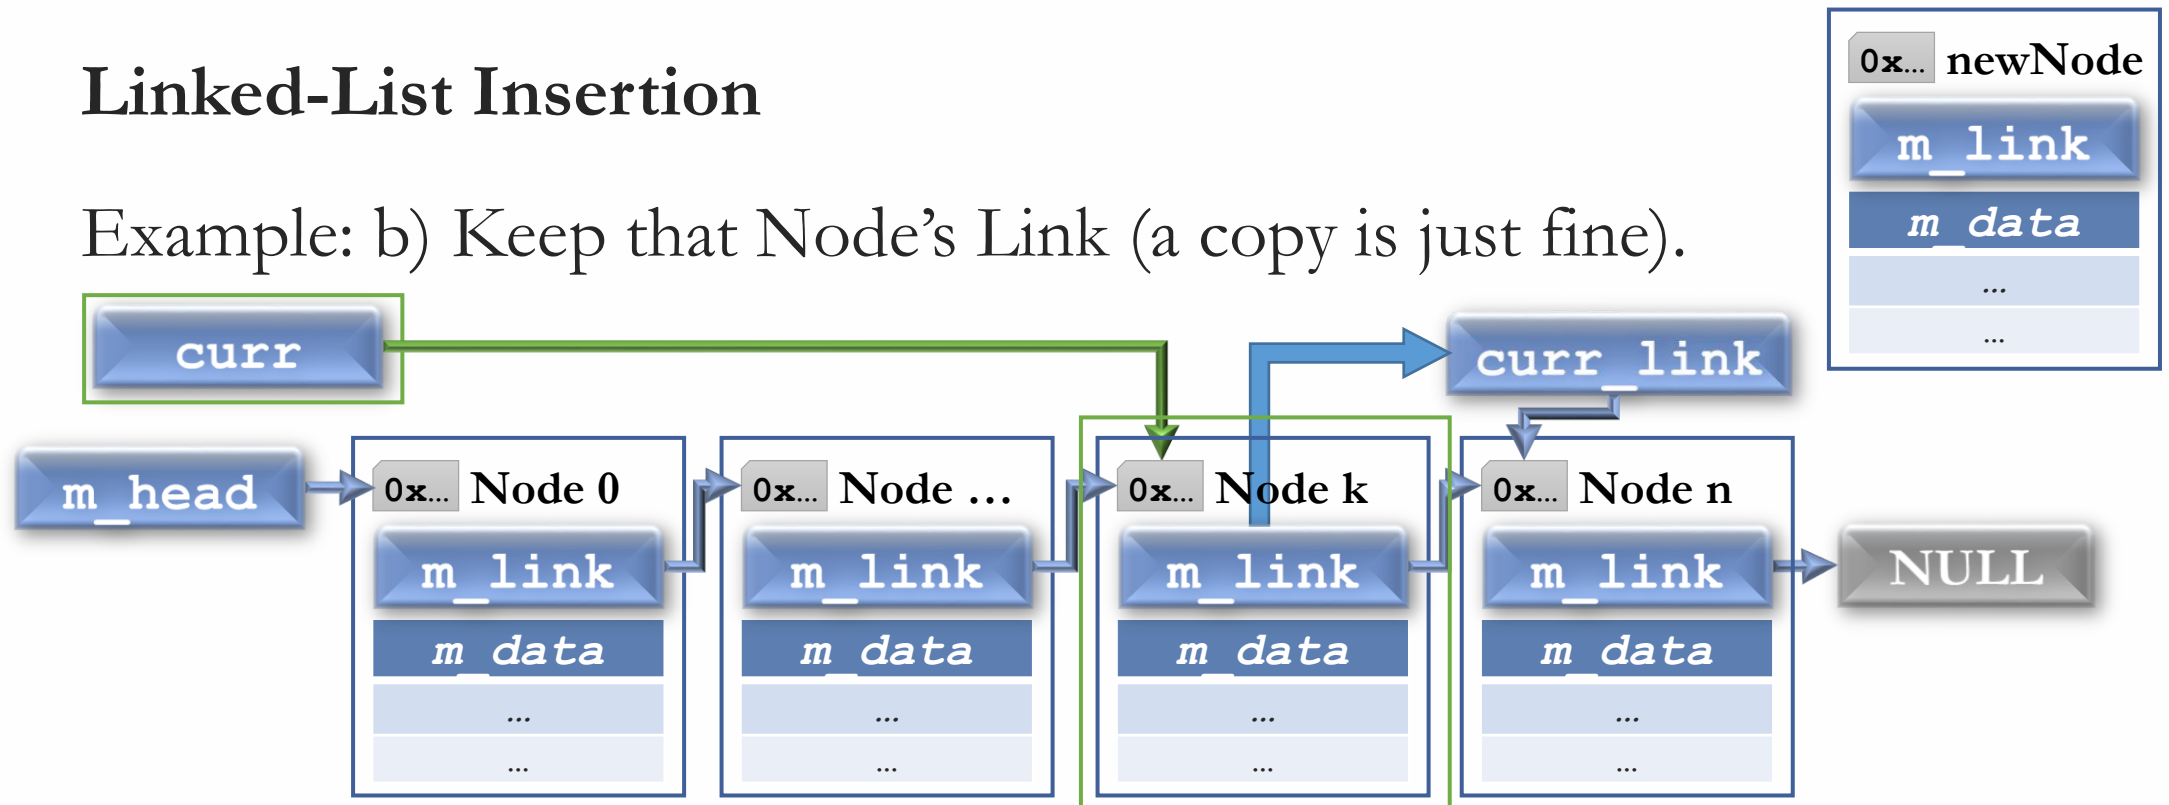 0x... newNode
Linked-List Insertion
m_link
Example: b) Keep that Node's Link (a copy is just fine).
m_data
...
...
curr
curr_link
m_head
0x... Node 0
0x... Node ...
0x... Node k
0x... Node n
m_link
m_link
m_link
m_link
NULL
m_data
m_data
m_data
m_data
...
...
...
...
...
...
...
...